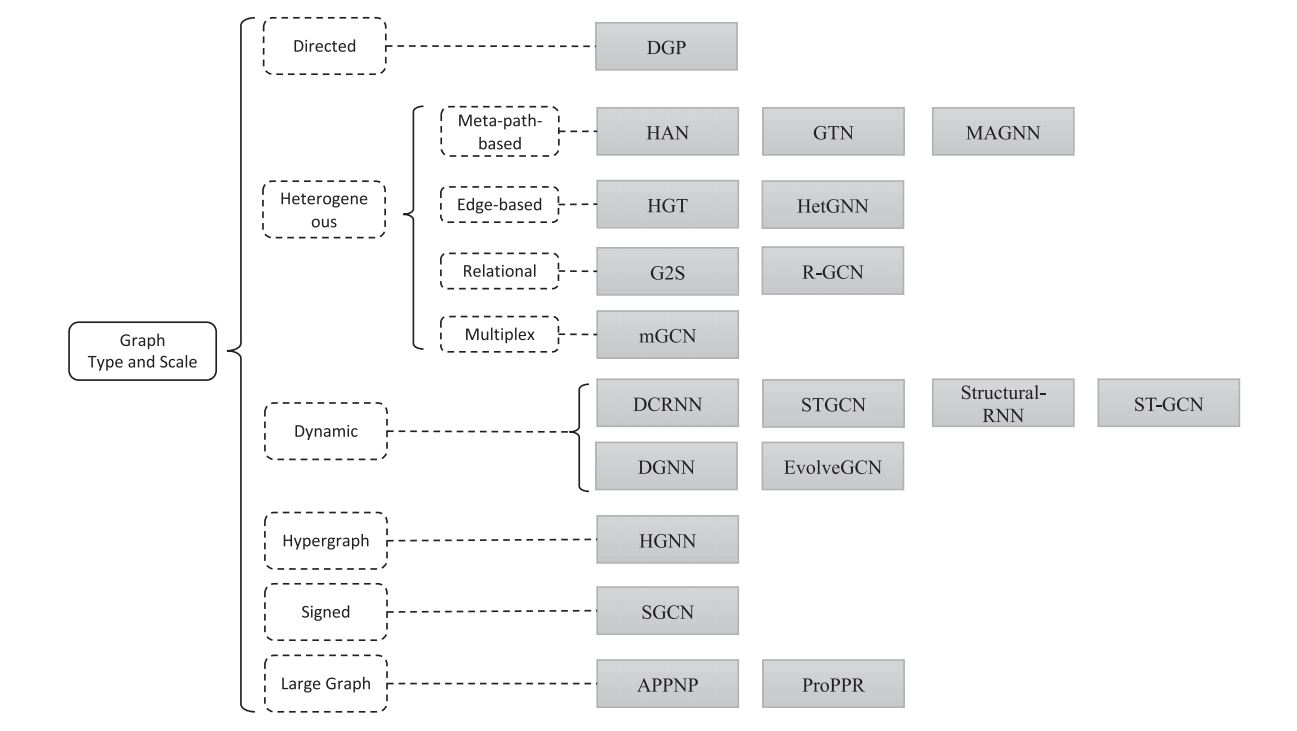 Directed
DGP
Meta-path-
based
HAN
GTN
MAGNN
Heterogene
ous
Edge-based
HGT
HetGNN
Relational
G2S
R-GCN
Multiplex
mGCN
Graph
Type and Scale
Dynamic
DCRNN
STGCN
Structural-
RNN
ST-GCN
DGNN
EvolveGCN
Hypergraph
HGNN
Signed
SGCN
Large Graph
APPNP
ProPPR